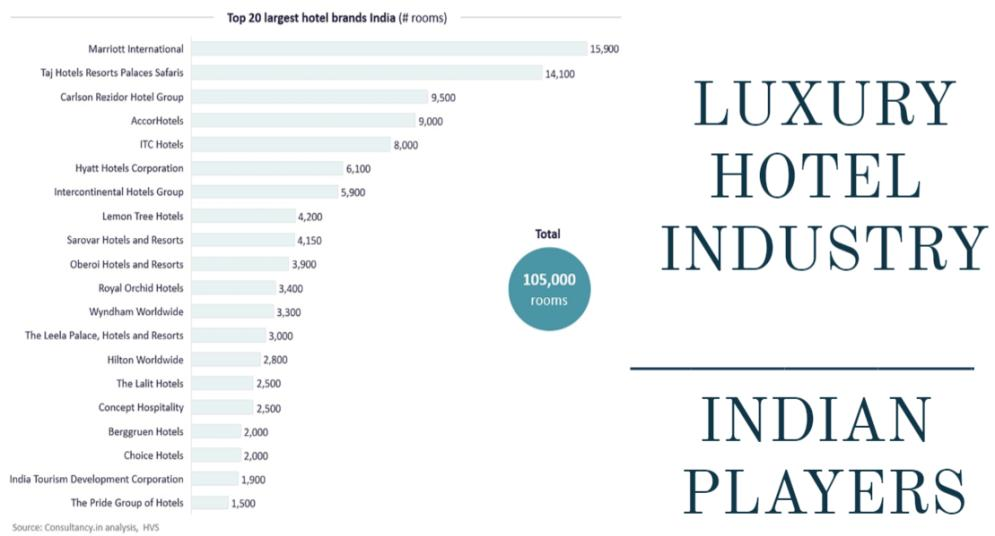 Top 20 largest hotel brands India (# rooms)
Marriott International 15,900
Taj Hotels Resorts Palaces Safaris 14,100
Carlson Rezidor Hotel Group 9,500
AccorHotels 9,000
ITC Hotels 8,000
Hyatt Hotels Corporation 6,100
Intercontinental Hotels Group 5,900
Lemon Tree Hotels 4,200
Sarovar Hotels and Resorts 4,150
Oberoi Hotels and Resorts 3,900
Royal Orchid Hotels 3,400
Wyndham Worldwide 3,300
The Leela Palace, Hotels and Resorts 3,000
Hilton Worldwide 2,800
The Lalit Hotels 2,500
Concept Hospitality 2,500
Berggruen Hotels 2,000
Choice Hotels 2,000
India Tourism Development Corporation 1,900
The Pride Group of Hotels 1,500
Total
105,000
rooms
Source: Consultancy.in analysis, HVS
LUXURY
HOTEL
INDUSTRY
INDIAN
PLAYERS